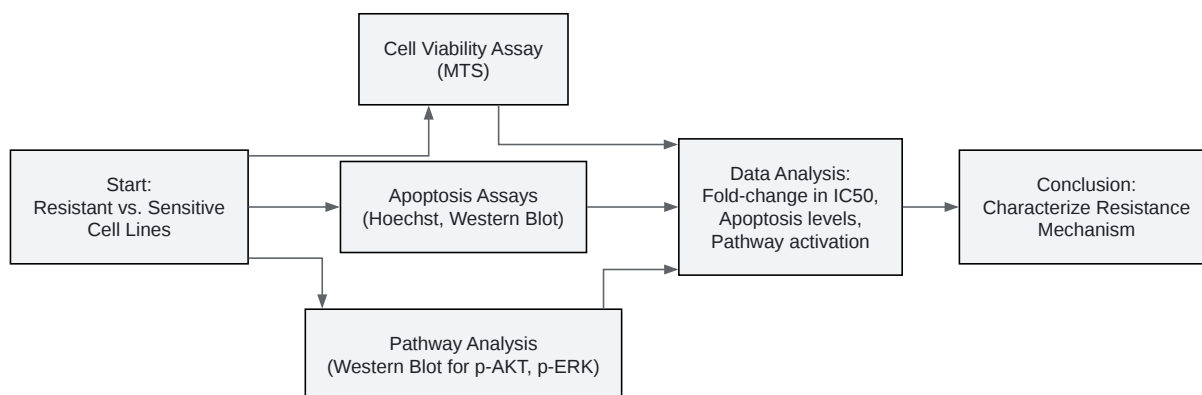 Cell Viability Assay
(MTS)
Start:
Resistant vs. Sensitive
Cell Lines
Apoptosis Assays
(Hoechst, Western Blot)
Pathway Analysis
(Western Blot for p-AKT, p-ERK)
Data Analysis:
Fold-change in IC50,
Apoptosis levels,
Pathway activation
Conclusion:
Characterize Resistance
Mechanism